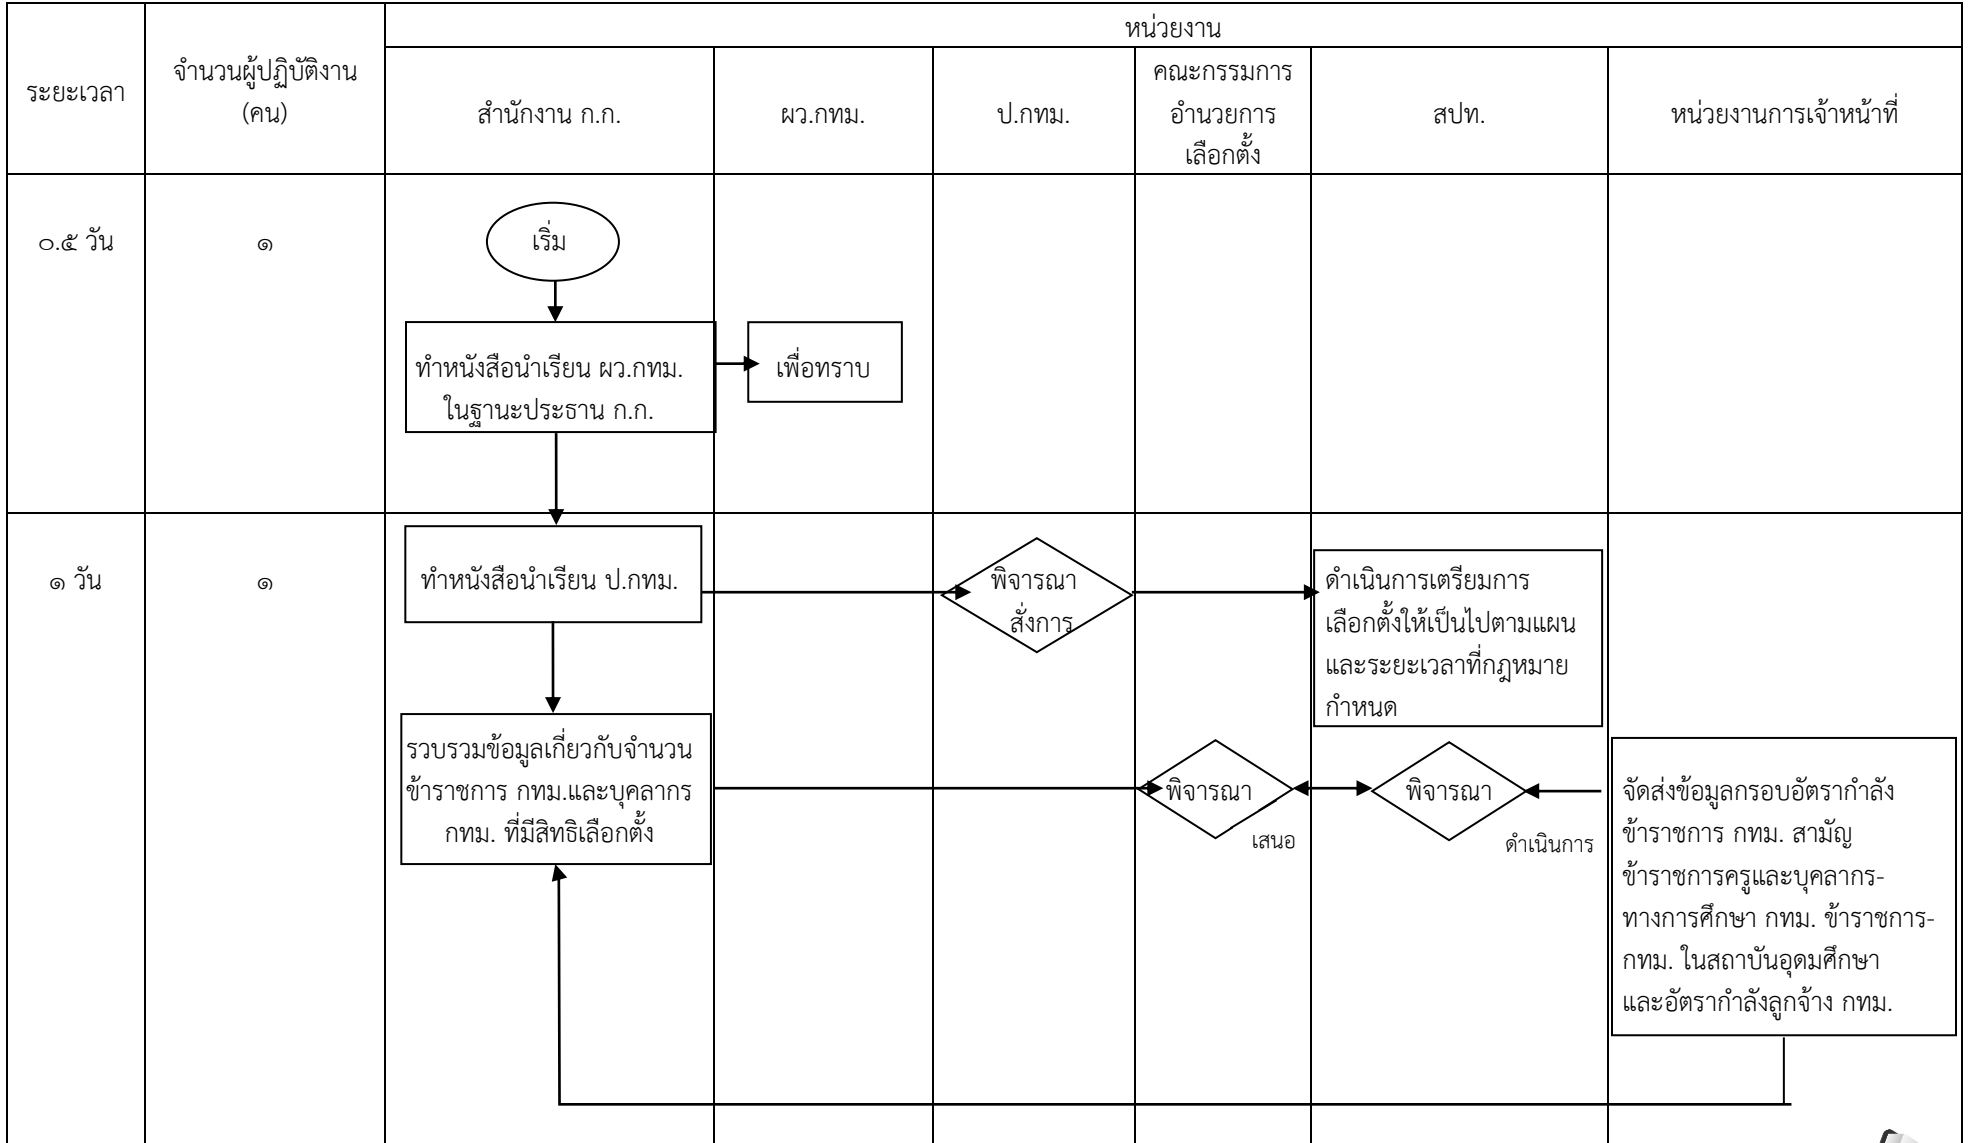 ระยะเวลา
จำนวนผู้ปฏิบัติงาน
(คน)
หน่วยงาน
สำนักงาน ก.ก.
ผว.กทม.
ป.กทม.
คณะกรรมการ
อำนวยการ
เลือกตั้ง
สปท.
หน่วยงานการเจ้าหน้าที่
๐.๕ วัน
๑
เริ่ม
ทำหนังสือนำเรียน ผว.กทม.
ในฐานะประธาน ก.ก.
เพื่อทราบ
๑ วัน
๑
ทำหนังสือนำเรียน ป.กทม.
พิจารณา
สั่งการ
ดำเนินการเตรียมการ
เลือกตั้งให้เป็นไปตามแผน
และระยะเวลาที่กฎหมาย
กำหนด
รวบรวมข้อมูลเกี่ยวกับจำนวน
ข้าราชการ กทม.และบุคลากร
กทม. ที่มีสิทธิเลือกตั้ง
พิจารณา
เสนอ
พิจารณา
ดำเนินการ
จัดส่งข้อมูลกรอบอัตรากำลัง
ข้าราชการ กทม. สามัญ
ข้าราชการครูและบุคลากร-
ทางการศึกษา กทม. ข้าราชการ-
กทม. ในสถาบันอุดมศึกษา
และอัตรากำลังลูกจ้าง กทม.